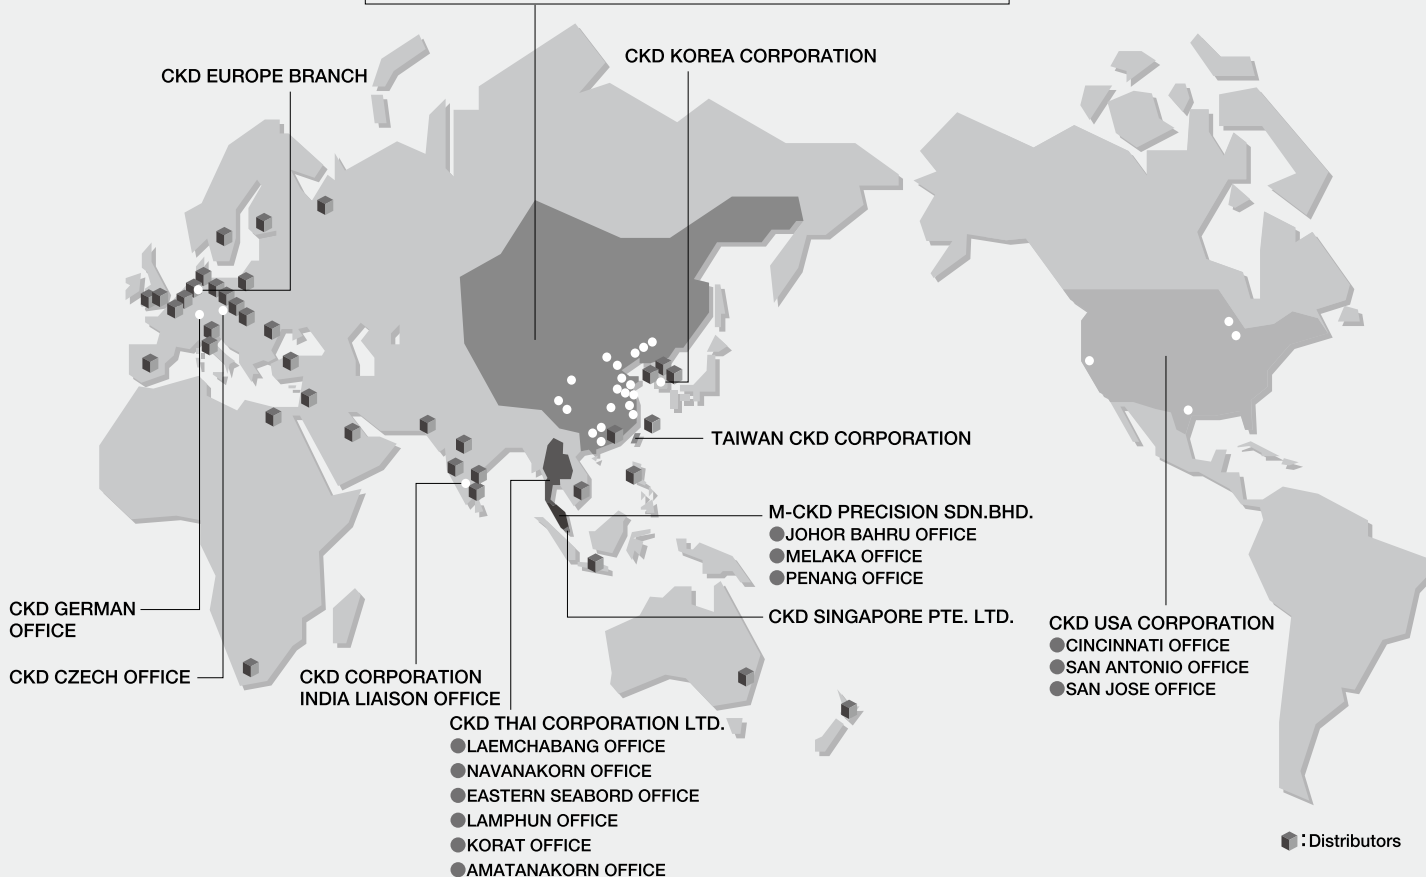 CKD EUROPE BRANCH
CKD KOREA CORPORATION
TAIWAN CKD CORPORATION
M-CKD PRECISION SDN.BHD.
JOHOR BAHRU OFFICE
MELAKA OFFICE
PENANG OFFICE
CKD SINGAPORE PTE. LTD.
CKD GERMAN
OFFICE
CKD CZECH OFFICE
CKD CORPORATION
INDIA LIAISON OFFICE
CKD THAI CORPORATION LTD.
LAEMCHABANG OFFICE
NAVANAKORN OFFICE
EASTERN SEABORD OFFICE
LAMPHUN OFFICE
KORAT OFFICE
AMATANAKORN OFFICE
CKD USA CORPORATION
CINCINNATI OFFICE
SAN ANTONIO OFFICE
SAN JOSE OFFICE
: Distributors